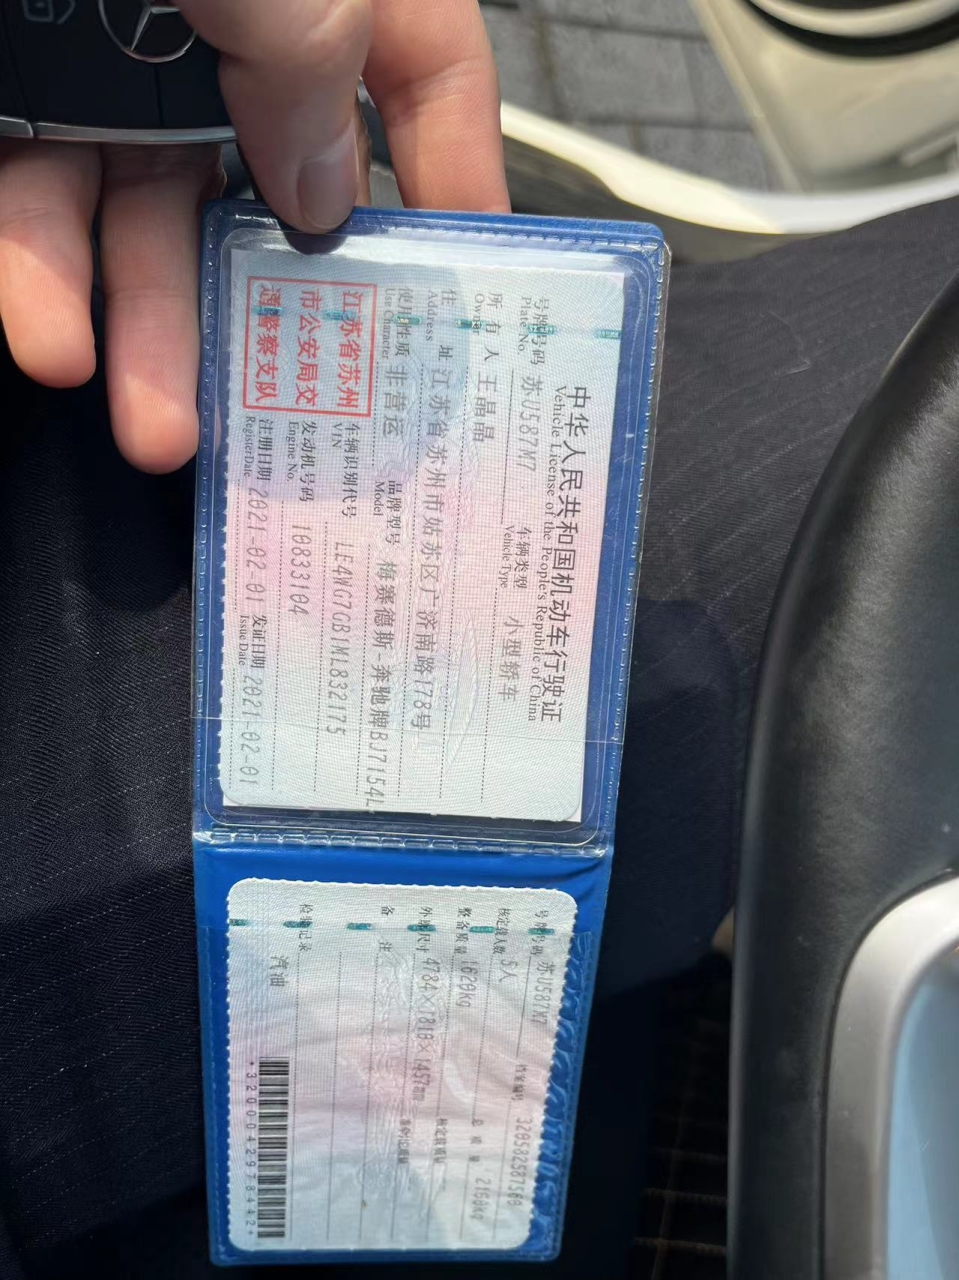 中华人民共和国机动车行驶证
Vehicle License of the People's Republic of China
号牌号码 苏U587M7 车辆类型 小型轿车
Plate No. Vehicle Type
所有人 王晶晶
Owner
住址 江苏省苏州市姑苏区广济南路178号
Address
使用性质 非营运 品牌型号 梅赛德斯-奔驰牌BJ7154L
Use Character Model
江苏省苏州
市公安局交
通警察支队
车辆识别代号 LE4WG7GB1ML832175
VIN
发动机号码 10833104
Engine No.
注册日期 2021-02-01 发证日期 2021-02-01
Register Date Issue Date
号牌号码 苏U587M7 档案编号 320582587560
核定载人数 5人 总质量 2150kg
整备质量 1620kg 核定载质量
外廓尺寸 4784×1810×1457mm
备注
检验记录
汽油
*3200042978442*